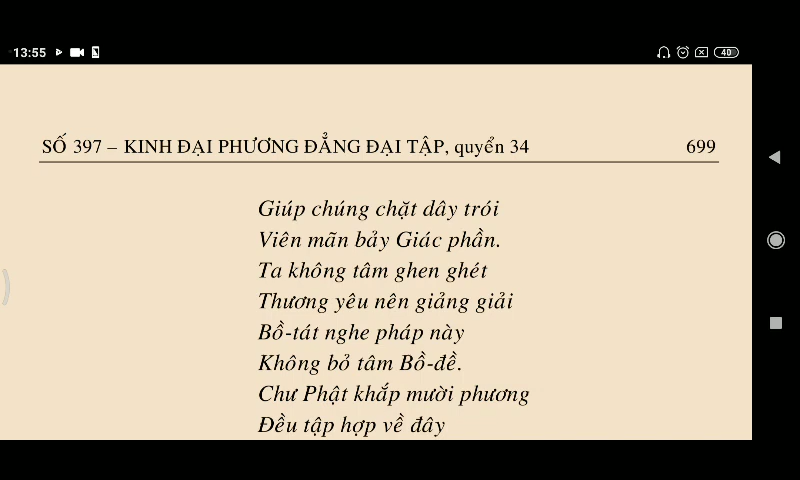 13:55
40
SỐ 397 – KINH ĐẠI PHƯƠNG ĐẲNG ĐẠI TẬP, quyển 34 699
Giúp chúng chặt dây trói
Viên mãn bảy Giác phần.
Ta không tâm ghen ghét
Thương yêu nên giảng giải
Bồ-tát nghe pháp này
Không bỏ tâm Bồ-đề.
Chư Phật khắp mười phương
Đều tập hợp về đây